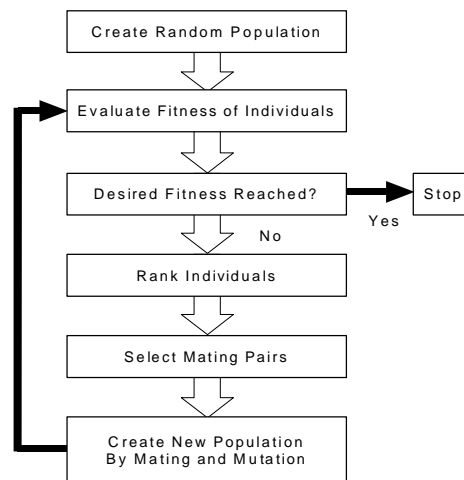 Create Random Population
Evaluate Fitness of Individuals
Desired Fitness Reached?
Stop
Yes
No
Rank Individuals
Select Mating Pairs
Create New Population
By Mating and Mutation